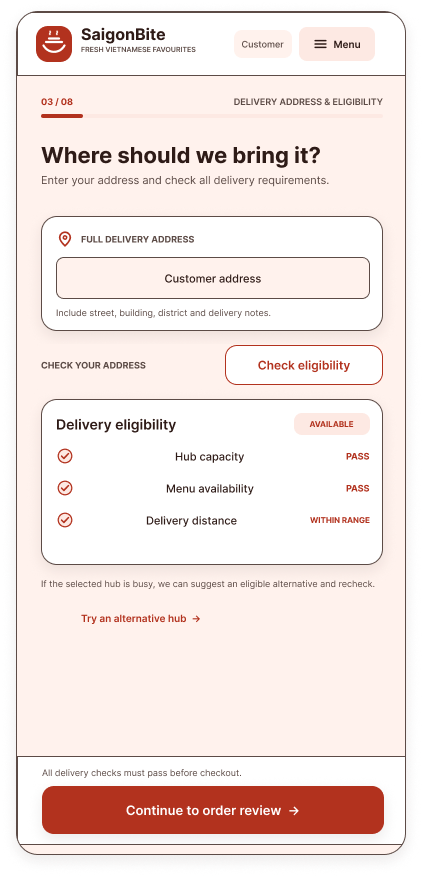 SaigonBite
FRESH VIETNAMESE FAVOURITES
Customer
Menu
03 / 08
DELIVERY ADDRESS & ELIGIBILITY
Where should we bring it?
Enter your address and check all delivery requirements.
FULL DELIVERY ADDRESS
Customer address
Include street, building, district and delivery notes.
CHECK YOUR ADDRESS
Check eligibility
Delivery eligibility
AVAILABLE
Hub capacity
PASS
Menu availability
PASS
Delivery distance
WITHIN RANGE
If the selected hub is busy, we can suggest an eligible alternative and recheck.
Try an alternative hub →
All delivery checks must pass before checkout.
Continue to order review →